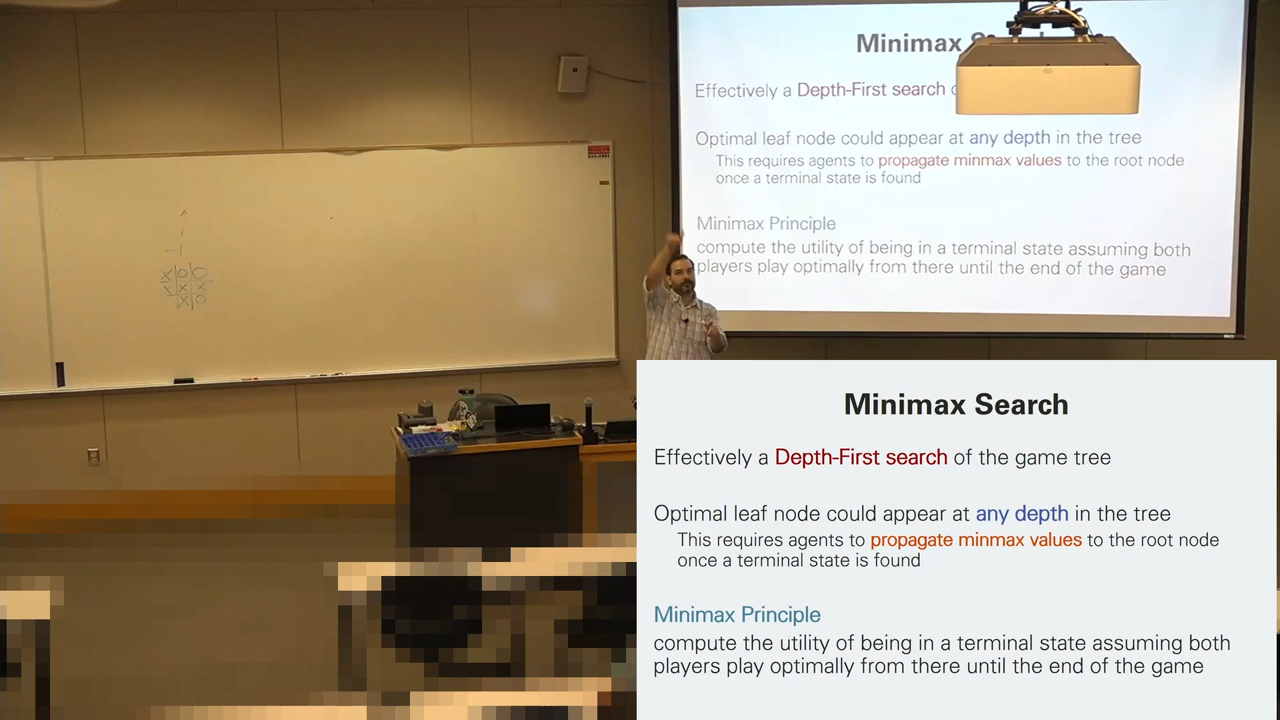 Minimax S
Effectively a Depth-First search
Optimal leaf node could appear at any depth in the tree
This requires agents to propagate minmax values to the root node
once a terminal state is found
Minimax Principle
compute the utility of being in a terminal state assuming both
players play optimally from there until the end of the game
X O O
X X X
X O
Minimax Search
Effectively a Depth-First search of the game tree
Optimal leaf node could appear at any depth in the tree
This requires agents to propagate minmax values to the root node
once a terminal state is found
Minimax Principle
compute the utility of being in a terminal state assuming both
players play optimally from there until the end of the game